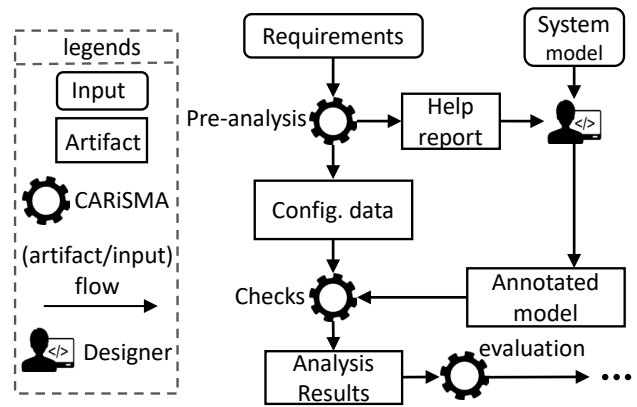 legends
Input
Artifact
CARiSMA
(artifact/input)
flow
</>
Designer
Requirements
System
model
Pre-analysis
Help
report
</>
Config. data
Checks
Annotated
model
Analysis
Results
evaluation
...